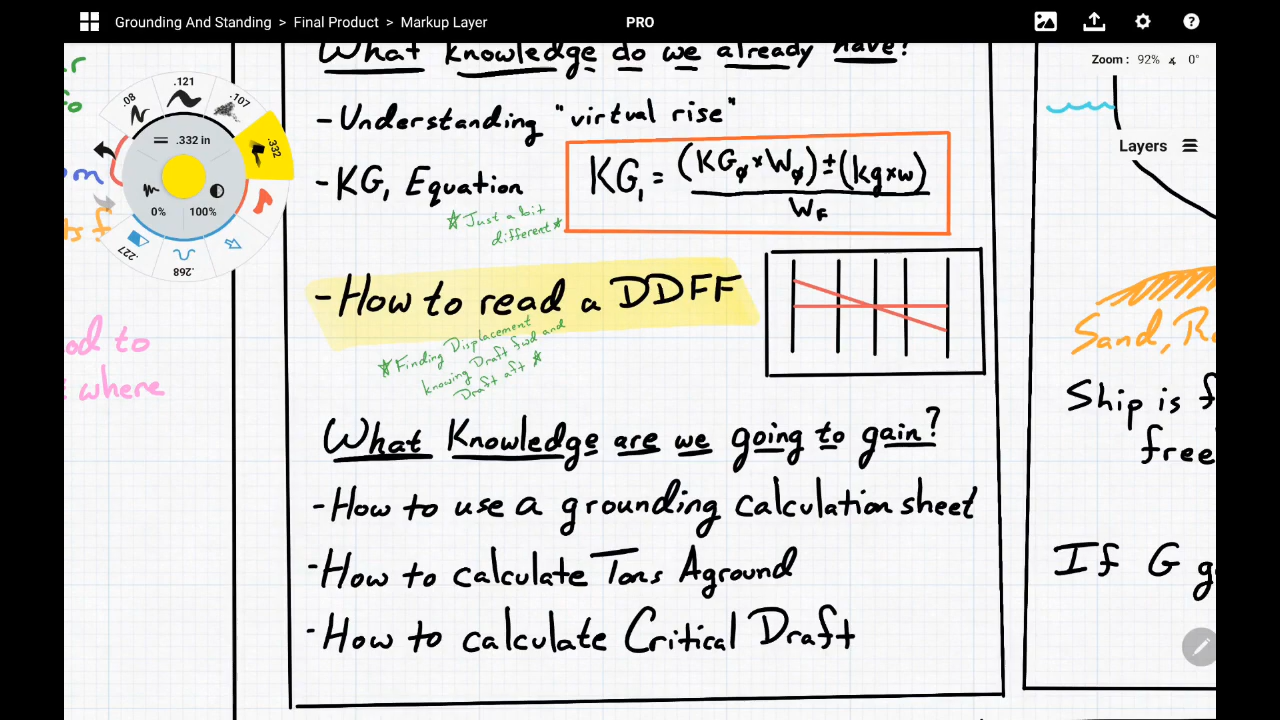 Grounding And Standing > Final Product > Markup Layer
PRO
Zoom : 92% 0°
Layers
.08
.121
.107
.332
.332 in
0% 100%
.227
.268
What knowledge do we already have?
- Understanding "virtual rise"
- KG₁ Equation
KG₁ = (KG∅ × W∅) ± (kg × w)
W_F
Just a bit
different
- How to read a DDFF
Finding Displacement
knowing Draft fwd and
Draft aft
What Knowledge are we going to gain?
- How to use a grounding calculation sheet
- How to calculate Tons Aground
- How to calculate Critical Draft
od to
where
Sand, R
Ship is f
free
If G g